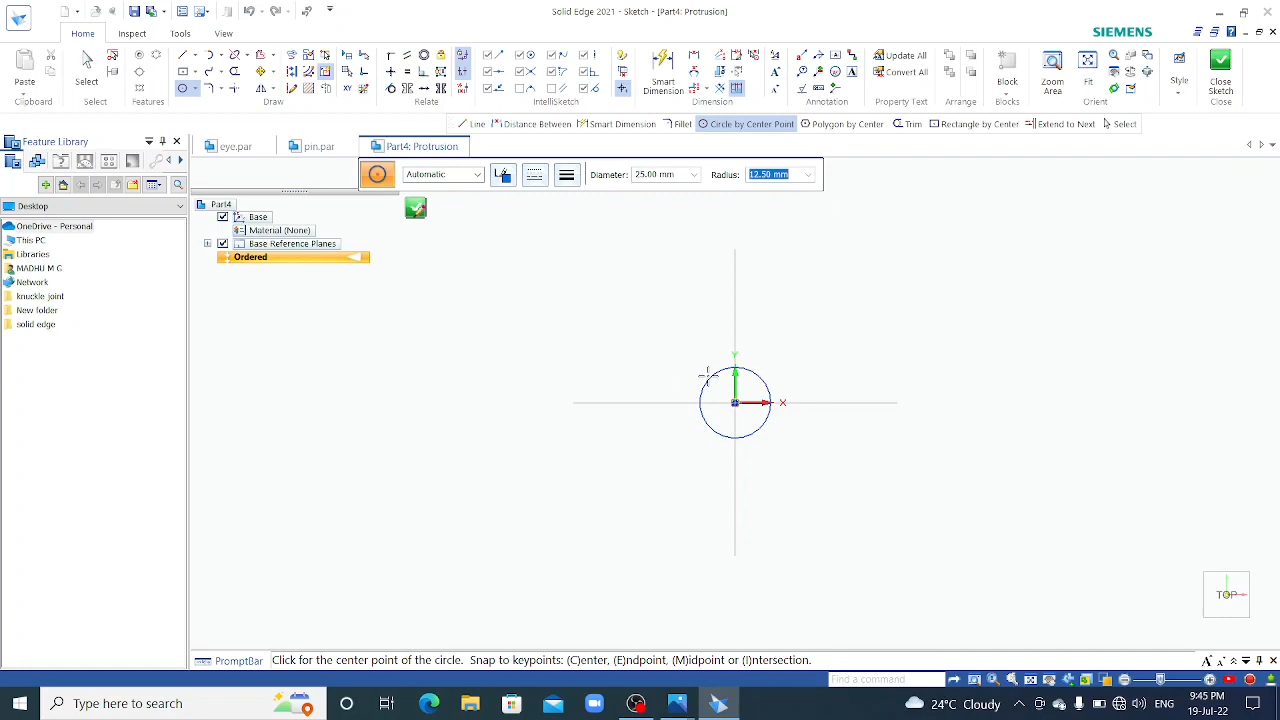 Solid Edge 2021 - Sketch - [Part4: Protrusion]
Home Inspect Tools View
SIEMENS
Paste
Select
Smart Dimension
Update All
Convert All
Block
Zoom Area
Fit
Style
Close Sketch
Clipboard Select Features Draw Relate IntelliSketch Dimension Annotation Property Text Arrange Blocks Orient Close
Line Distance Between Smart Dimension Fillet Circle by Center Point Polygon by Center Trim Rectangle by Center Extend to Next Select
Feature Library
eye.par pin.par Part4: Protrusion
Automatic Diameter: 25.00 mm Radius: 12.50 mm
Desktop
Part4
Base
Material (None)
Base Reference Planes
Ordered
OneDrive - Personal
This PC
Libraries
MADHU M G
Network
knuckle joint
New folder
solid edge
Y
X
TOP
PromptBar Click for the center point of the circle. Snap to keypoints: (C)enter, (E)ndpoint, (M)idpoint or (I)ntersection.
Find a command
Type here to search
24°C Cloudy
ENG
9:45 PM
19-Jul-22